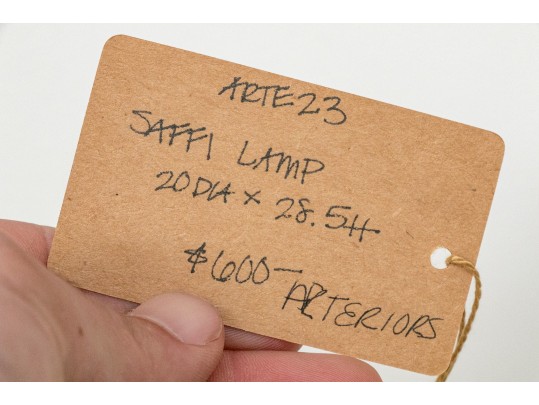 ARTE23
SAFFI LAMP
20DIA × 28.5H
$600—
ARTERIORS